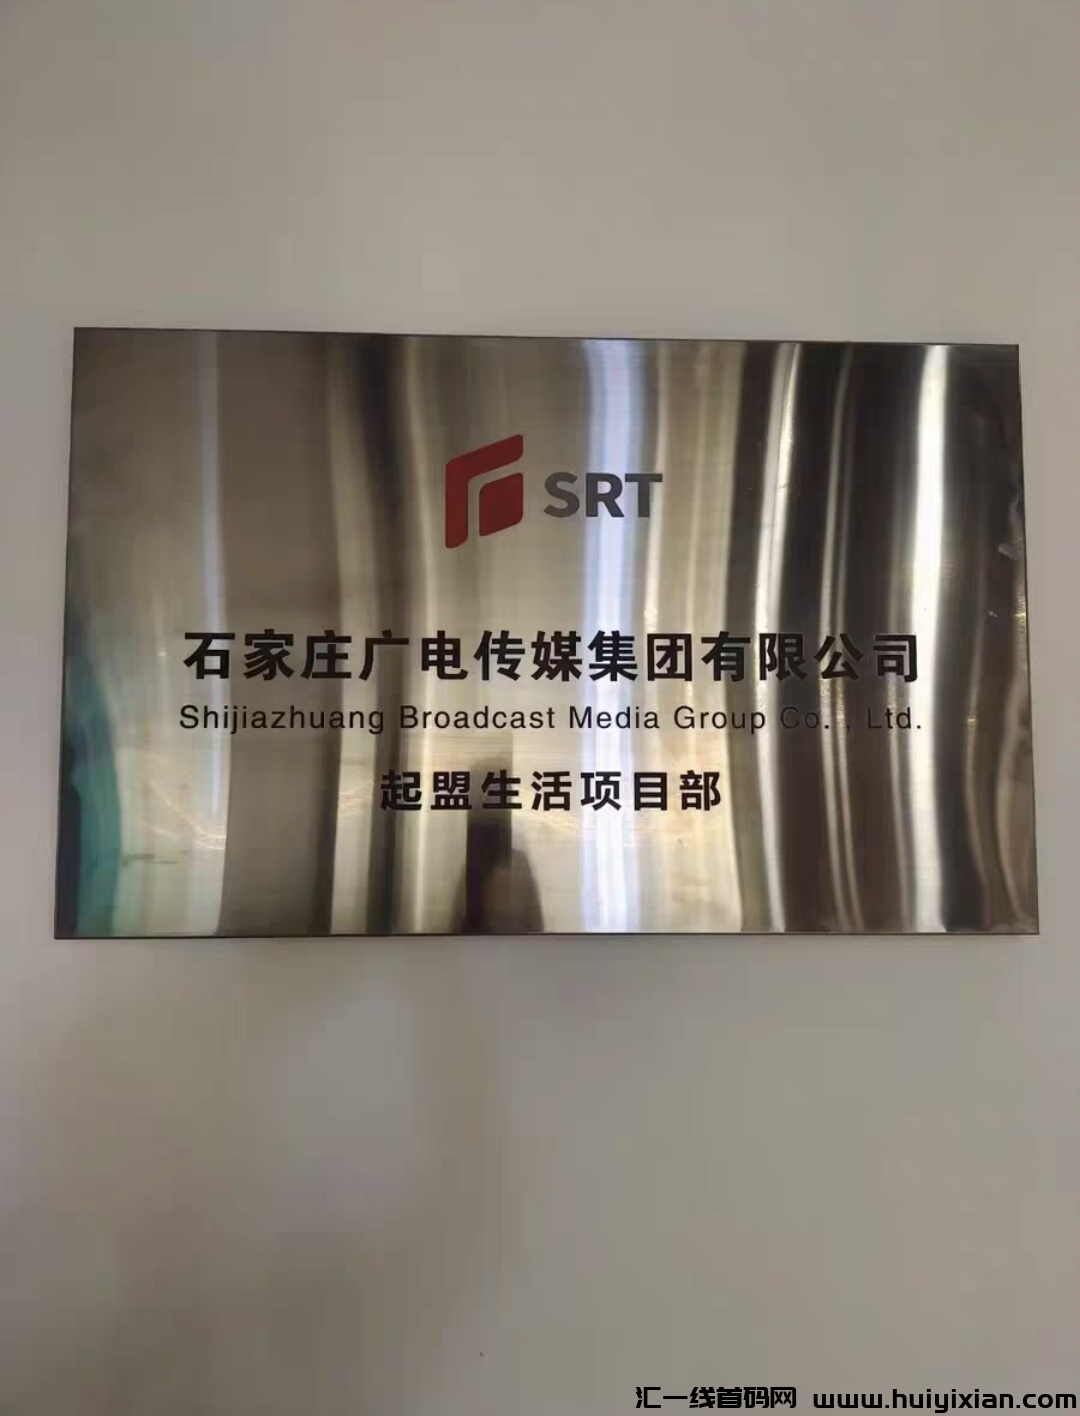 SRT
石家庄广电传媒集团有限公司
Shijiazhuang Broadcast Media Group Co. , Ltd.
起盟生活项目部
汇一线首码网 www.huiyixian.com